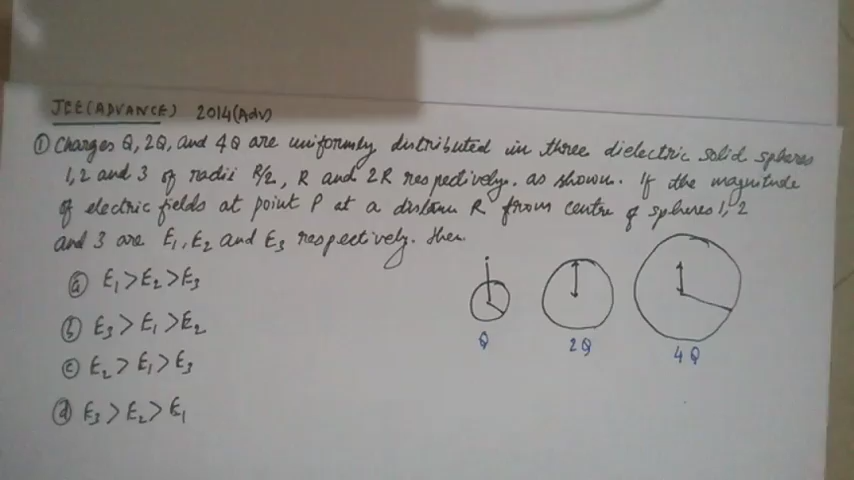 JEE(ADVANCE) 2014(Adv)
① Charges Q, 2Q, and 4Q are uniformly distributed in three dielectric solid spheres
1,2 and 3 of radii R/2, R and 2R respectively. as shown. If the magnitude
of electric fields at point P at a distan R from centre of spheres 1, 2
and 3 are E₁, E₂ and E₃ respectively. then
ⓐ E₁ > E₂ > E₃
ⓑ E₃ > E₁ > E₂
ⓒ E₂ > E₁ > E₃
ⓓ E₃ > E₂ > E₁
Q 2Q 4Q